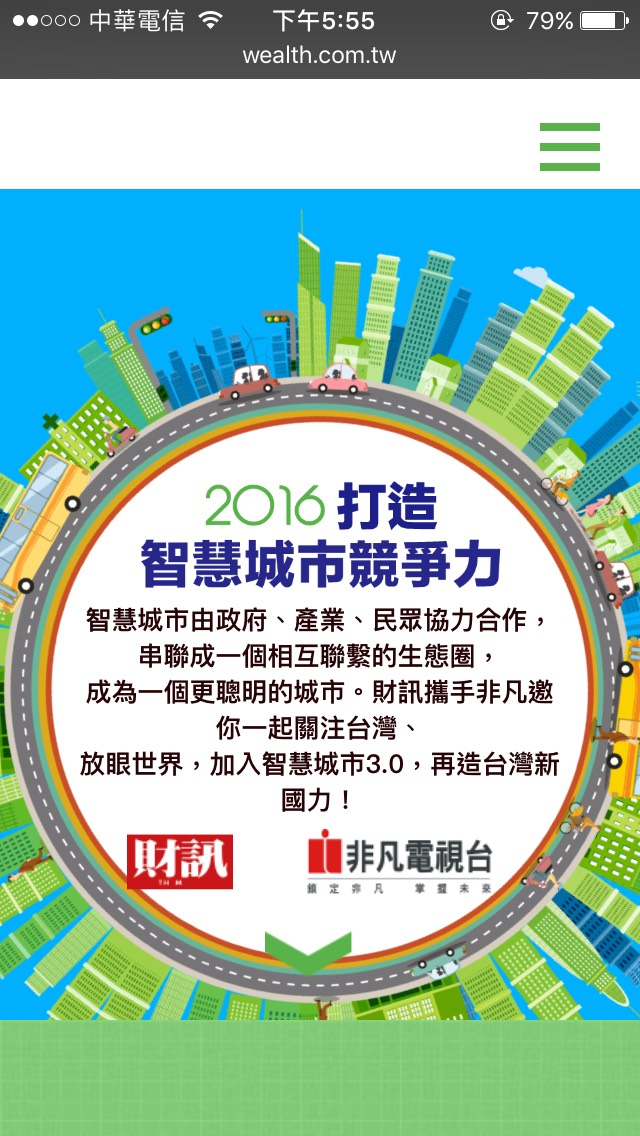 中華電信 下午5:55 79%
wealth.com.tw
2016 打造
智慧城市競爭力
智慧城市由政府、產業、民眾協力合作，
串聯成一個相互聯繫的生態圈，
成為一個更聰明的城市。財訊攜手非凡邀
你一起關注台灣、
放眼世界，加入智慧城市3.0，再造台灣新
國力！
財訊 非凡電視台
鎖定非凡 掌握未來